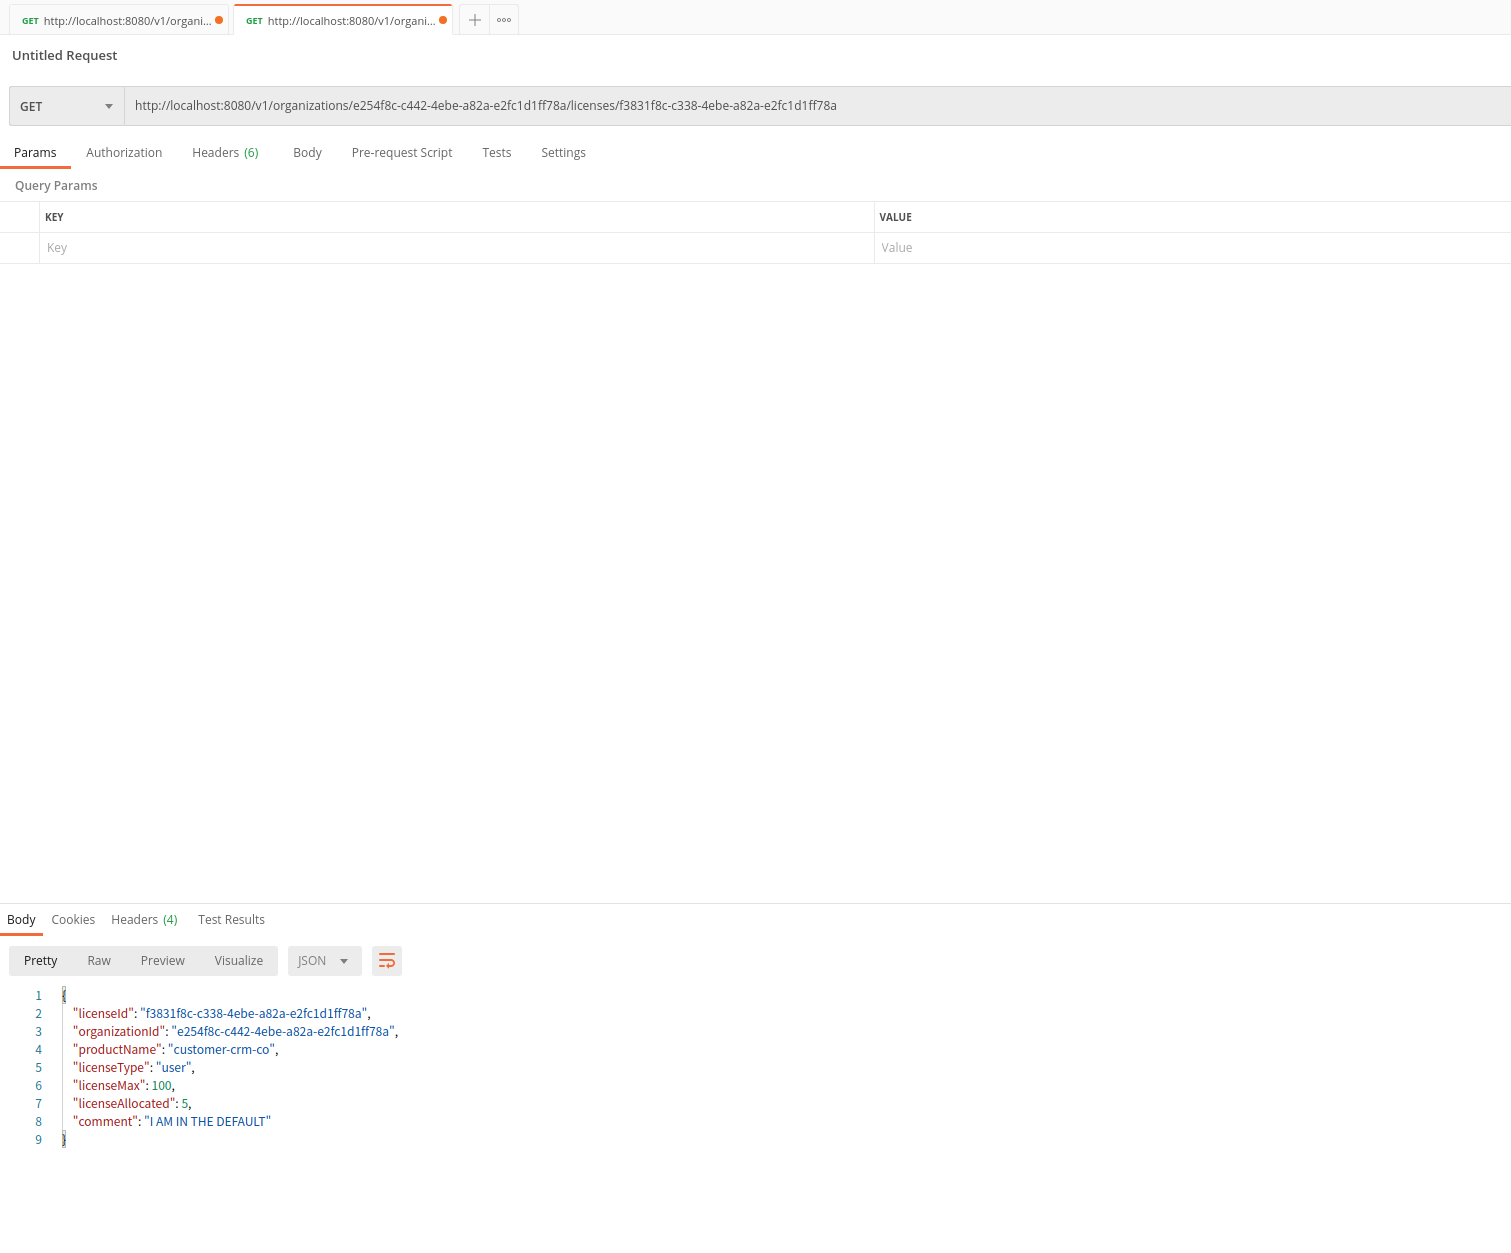 GET http://localhost:8080/v1/organi... GET http://localhost:8080/v1/organi...
Untitled Request
GET http://localhost:8080/v1/organizations/e254f8c-c442-4ebe-a82a-e2fc1d1ff78a/licenses/f3831f8c-c338-4ebe-a82a-e2fc1d1ff78a
Params Authorization Headers (6) Body Pre-request Script Tests Settings
Query Params
KEY VALUE
Key Value
Body Cookies Headers (4) Test Results
Pretty Raw Preview Visualize JSON
1 {
2 "licenseId": "f3831f8c-c338-4ebe-a82a-e2fc1d1ff78a",
3 "organizationId": "e254f8c-c442-4ebe-a82a-e2fc1d1ff78a",
4 "productName": "customer-crm-co",
5 "licenseType": "user",
6 "licenseMax": 100,
7 "licenseAllocated": 5,
8 "comment": "I AM IN THE DEFAULT"
9 }